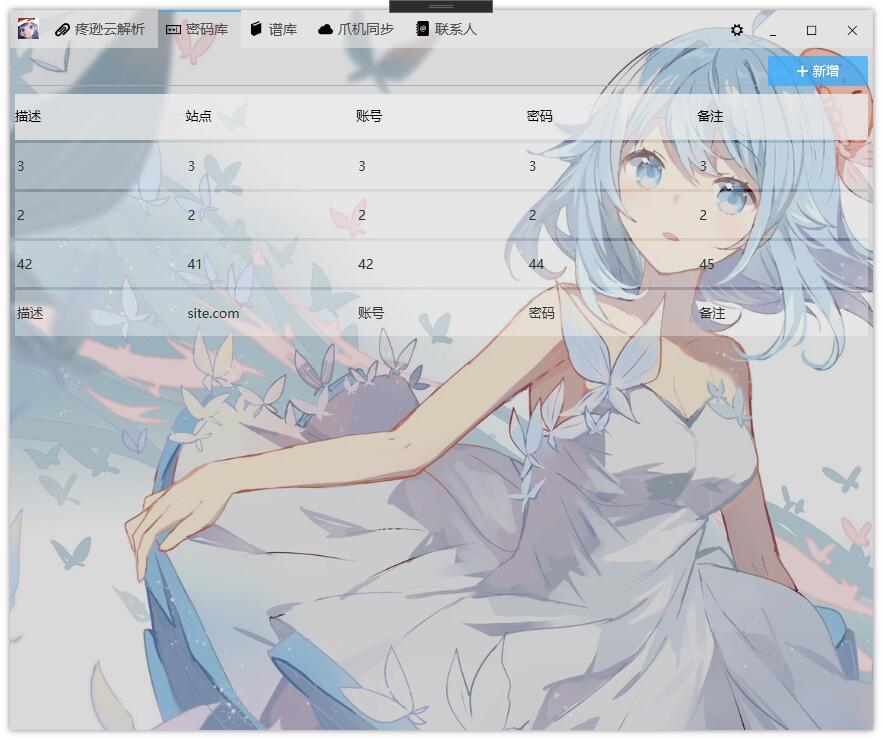 疼逊云解析 密码库 谱库 爪机同步 联系人
新增
描述 站点 账号 密码 备注
3 3 3 3 3
2 2 2 2 2
42 41 42 44 45
描述 site.com 账号 密码 备注